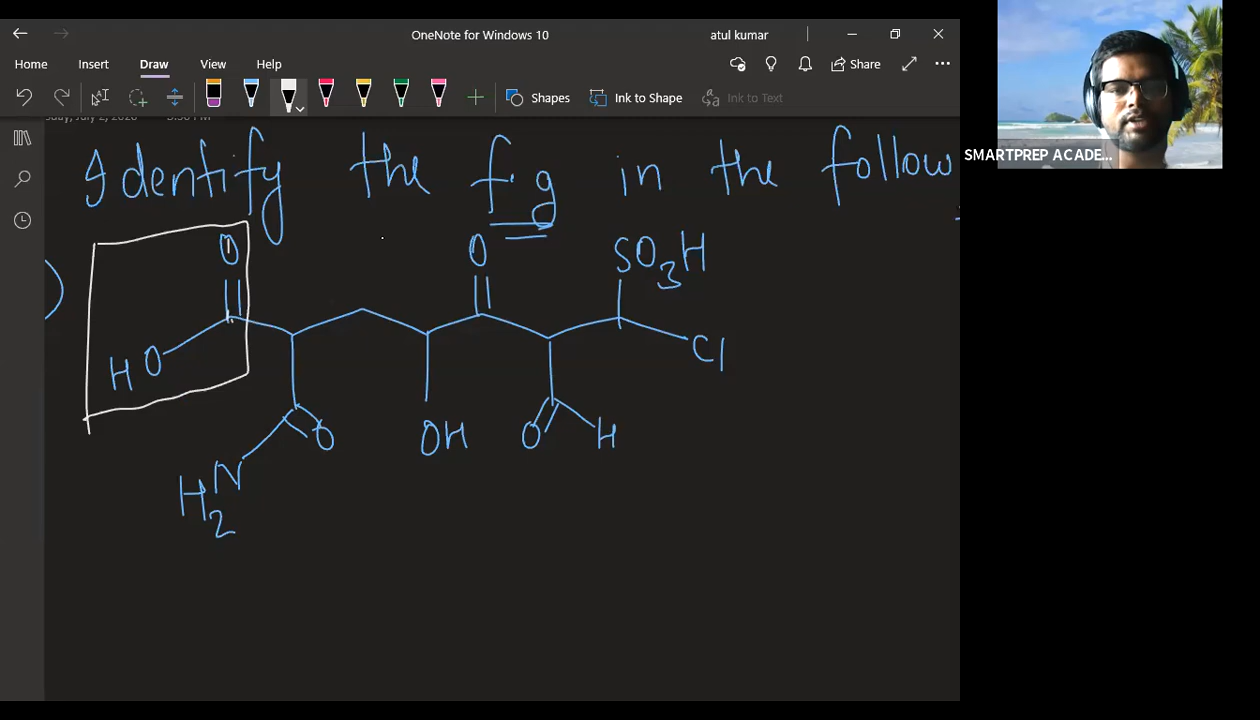 OneNote for Windows 10
atul kumar
Home Insert Draw View Help
Share
Shapes Ink to Shape Ink to Text
SMARTPREP ACADE...
Identify the f.g in the follow
O O SO3H
HO Cl
O OH O H
H2N